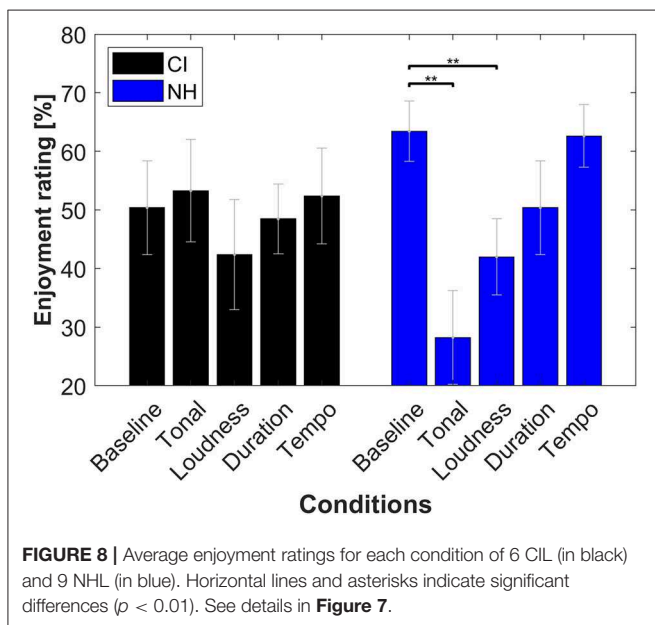 80
70
60
50
40
30
20
Enjoyment rating [%]
CI
NH
**
**
Baseline
Tonal
Loudness
Duration
Tempo
Baseline
Tonal
Loudness
Duration
Tempo
Conditions
FIGURE 8 | Average enjoyment ratings for each condition of 6 CIL (in black)
and 9 NHL (in blue). Horizontal lines and asterisks indicate significant
differences (p < 0.01). See details in Figure 7.